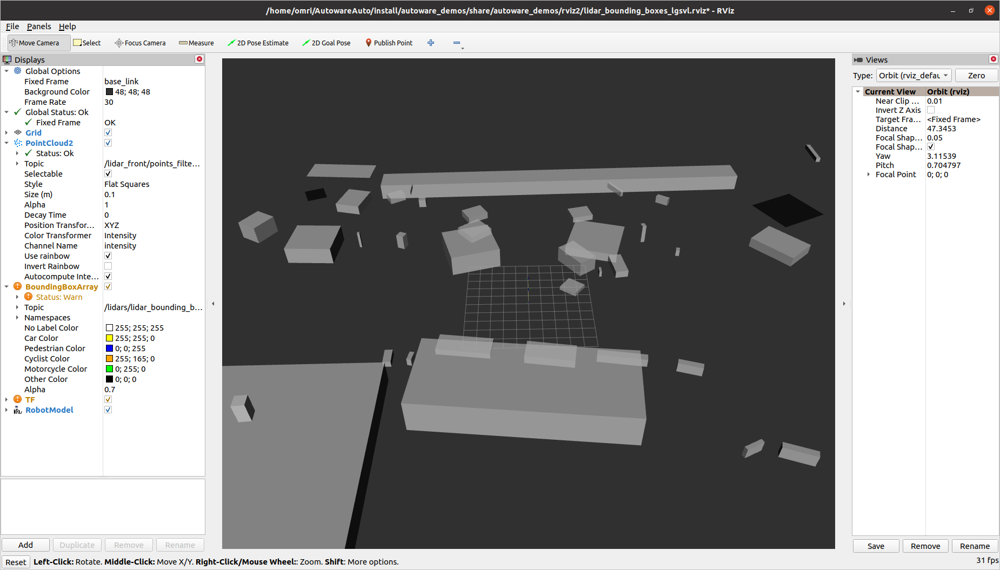 /home/omri/AutowareAuto/install/autoware_demos/share/autoware_demos/rviz2/lidar_bounding_boxes_lgsvl.rviz* - RViz
File Panels Help
Move Camera Select Focus Camera Measure 2D Pose Estimate 2D Goal Pose Publish Point
Displays
Global Options
Fixed Frame base_link
Background Color 48; 48; 48
Frame Rate 30
Global Status: Ok
Fixed Frame OK
Grid
PointCloud2
Status: Ok
Topic /lidar_front/points_filte...
Selectable
Style Flat Squares
Size (m) 0.1
Alpha 1
Decay Time 0
Position Transfor... XYZ
Color Transformer Intensity
Channel Name intensity
Use rainbow
Invert Rainbow
Autocompute Inte...
BoundingBoxArray
Status: Warn
Topic /lidars/lidar_bounding_b...
Namespaces
No Label Color 255; 255; 255
Car Color 255; 255; 0
Pedestrian Color 0; 0; 255
Cyclist Color 255; 165; 0
Motorcycle Color 0; 255; 0
Other Color 0; 0; 0
Alpha 0.7
TF
RobotModel
Add Duplicate Remove Rename
Reset Left-Click: Rotate. Middle-Click: Move X/Y. Right-Click/Mouse Wheel:: Zoom. Shift: More options.
Views
Type: Orbit (rviz_defau Zero
Current View Orbit (rviz)
Near Clip ... 0.01
Invert Z Axis
Target Fra... <Fixed Frame>
Distance 47.3453
Focal Shap... 0.05
Focal Shap...
Yaw 3.11539
Pitch 0.704797
Focal Point 0; 0; 0
Save Remove Rename
31 fps